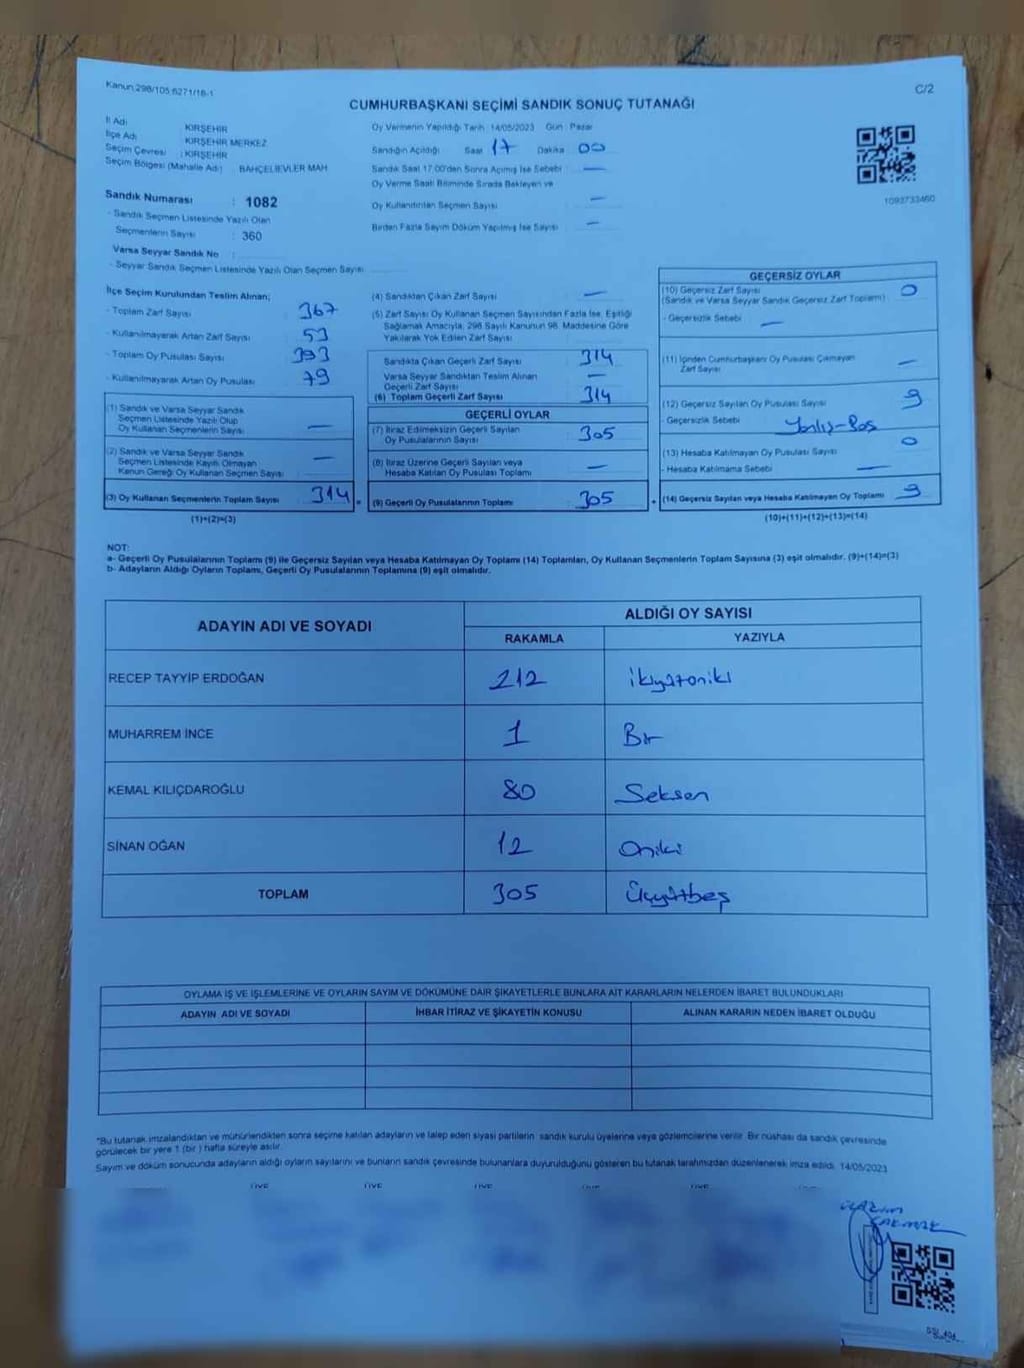 Kanun 298/105.6271/16-1
C/2
CUMHURBAŞKANI SEÇİMİ SANDIK SONUÇ TUTANAĞI
İl Adı : KIRŞEHİR
İlçe Adı : KIRŞEHİR MERKEZ
Seçim Çevresi : KIRŞEHİR
Seçim Bölgesi (Mahalle Adı) BAHÇELİEVLER MAH
Sandık Numarası : 1082
- Sandık Seçmen Listesinde Yazılı Olan
Seçmenlerin Sayısı : 360
Varsa Seyyar Sandık No :
- Seyyar Sandık Seçmen Listesinde Yazılı Olan Seçmen Sayısı
Oy Vermenin Yapıldığı Tarih : 14/05/2023 Gün : Pazar
Sandığın Açıldığı Saat 17 Dakika 00
Sandık Saat 17.00'den Sonra Açılmış İse Sebebi —
Oy Verme Saati Bitiminde Sırada Bekleyen ve
Oy Kullandırılan Seçmen Sayısı —
Birden Fazla Sayım Döküm Yapılmış İse Sayısı —
1093733460
İlçe Seçim Kurulundan Teslim Alınan;
- Toplam Zarf Sayısı 367
- Kullanılmayarak Artan Zarf Sayısı 53
- Toplam Oy Pusulası Sayısı 393
- Kullanılmayarak Artan Oy Pusulası 79
(1) Sandık ve Varsa Seyyar Sandık
Seçmen Listesinde Yazılı Olup
Oy Kullanan Seçmenlerin Sayısı —
(2) Sandık ve Varsa Seyyar Sandık
Seçmen Listesinde Kayıtlı Olmayan
Kanun Gereği Oy Kullanan Seçmen Sayısı —
(3) Oy Kullanan Seçmenlerin Toplam Sayısı 314
(1)+(2)=(3)
(4) Sandıktan Çıkan Zarf Sayısı —
(5) Zarf Sayısı Oy Kullanan Seçmen Sayısından Fazla İse, Eşitliği
Sağlamak Amacıyla, 298 Sayılı Kanunun 98. Maddesine Göre
Yakılarak Yok Edilen Zarf Sayısı
Sandıkta Çıkan Geçerli Zarf Sayısı 314
Varsa Seyyar Sandıktan Teslim Alınan
Geçerli Zarf Sayısı —
(6) Toplam Geçerli Zarf Sayısı 314
GEÇERLİ OYLAR
(7) İtiraz Edilmeksizin Geçerli Sayılan
Oy Pusulalarının Sayısı 305
(8) İtiraz Üzerine Geçerli Sayılan veya
Hesaba Katılan Oy Pusulası Toplamı —
(9) Geçerli Oy Pusulalarının Toplamı 305
GEÇERSİZ OYLAR
(10) Geçersiz Zarf Sayısı 0
(Sandık ve Varsa Seyyar Sandık Geçersiz Zarf Toplamı)
- Geçersizlik Sebebi —
(11) İçinden Cumhurbaşkanı Oy Pusulası Çıkmayan
Zarf Sayısı —
(12) Geçersiz Sayılan Oy Pusulası Sayısı 9
- Geçersizlik Sebebi Yanlış-Boş
(13) Hesaba Katılmayan Oy Pusulası Sayısı 0
- Hesaba Katılmama Sebebi —
(14) Geçersiz Sayılan veya Hesaba Katılmayan Oy Toplamı 9
(10)+(11)+(12)+(13)=(14)
NOT:
a- Geçerli Oy Pusulalarının Toplamı (9) ile Geçersiz Sayılan veya Hesaba Katılmayan Oy Toplamı (14) Toplamları, Oy Kullanan Seçmenlerin Toplam Sayısına (3) eşit olmalıdır. (9)+(14)=(3)
b- Adayların Aldığı Oyların Toplamı, Geçerli Oy Pusulalarının Toplamına (9) eşit olmalıdır.
ADAYIN ADI VE SOYADI
ALDIĞI OY SAYISI
RAKAMLA YAZIYLA
RECEP TAYYİP ERDOĞAN 212 ikiyüzoniki
MUHARREM İNCE 1 Bir
KEMAL KILIÇDAROĞLU 80 Seksen
SİNAN OĞAN 12 Oniki
TOPLAM 305 Üçyüzbeş
OYLAMA İŞ VE İŞLEMLERİNE VE OYLARIN SAYIM VE DÖKÜMÜNE DAİR ŞİKAYETLERLE BUNLARA AİT KARARLARIN NELERDEN İBARET BULUNDUKLARI
ADAYIN ADI VE SOYADI İHBAR İTİRAZ VE ŞİKAYETİN KONUSU ALINAN KARARIN NEDEN İBARET OLDUĞU
*Bu tutanak imzalandıktan ve mühürlendikten sonra seçime katılan adayların ve talep eden siyasi partilerin sandık kurulu üyelerine veya gözlemcilerine verilir. Bir nüshası da sandık çevresinde
görülecek bir yere 1 (bir) hafta süreyle asılır.
Sayım ve döküm sonucunda adayların aldığı oyların sayılarını ve bunların sandık çevresinde bulunanlara duyurulduğunu gösteren bu tutanak tarafımızdan düzenlenerek imza edildi. 14/05/2023
ÜYE ÜYE ÜYE ÜYE ÜYE